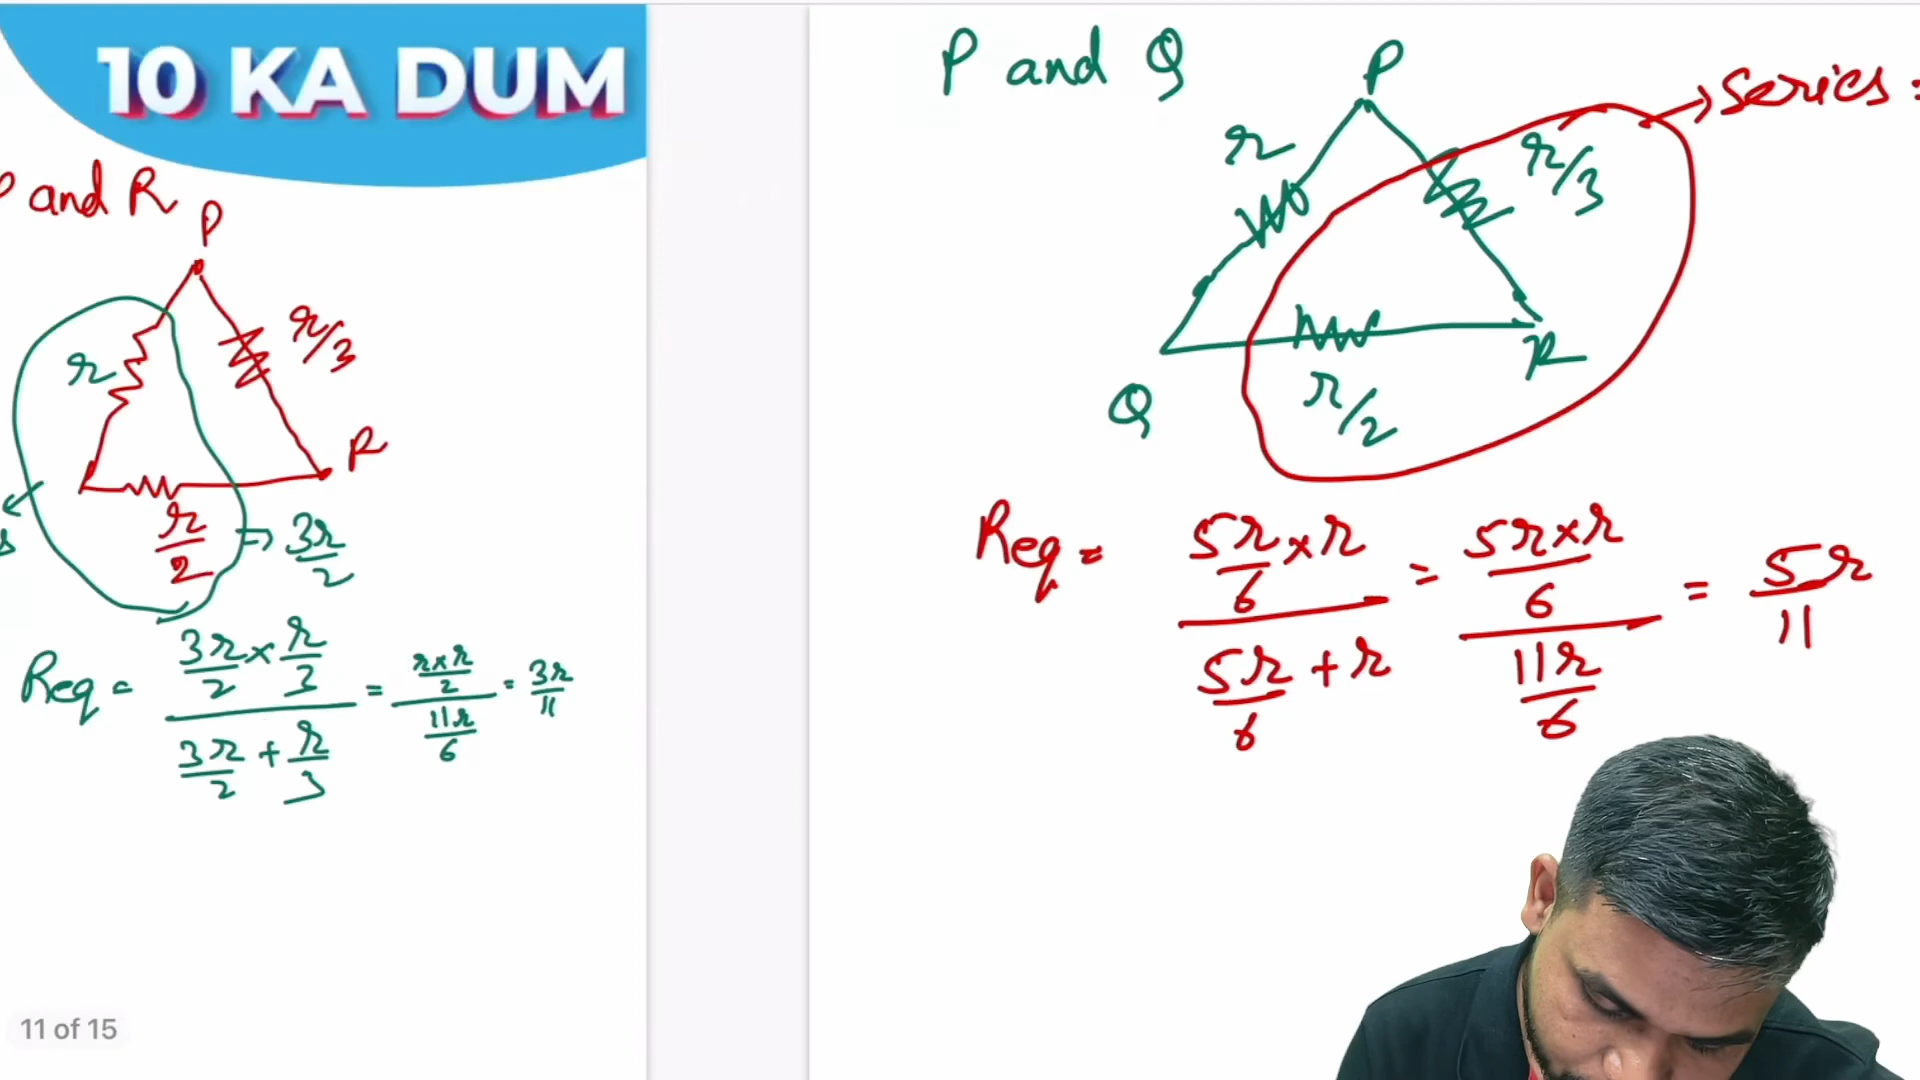 10 KA DUM
and R
P
r
r/3
R
r/2 => 3r/2
Req = (3r/2 × r/3)/(3r/2 + r/3) = (r×r/2)/(11r/6) = 3r/11
11 of 15
P and Q
P
series =
r
r/3
R
Q
r/2
Req = (5r/6 × r)/(5r/6 + r) = (5r×r/6)/(11r/6) = 5r/11